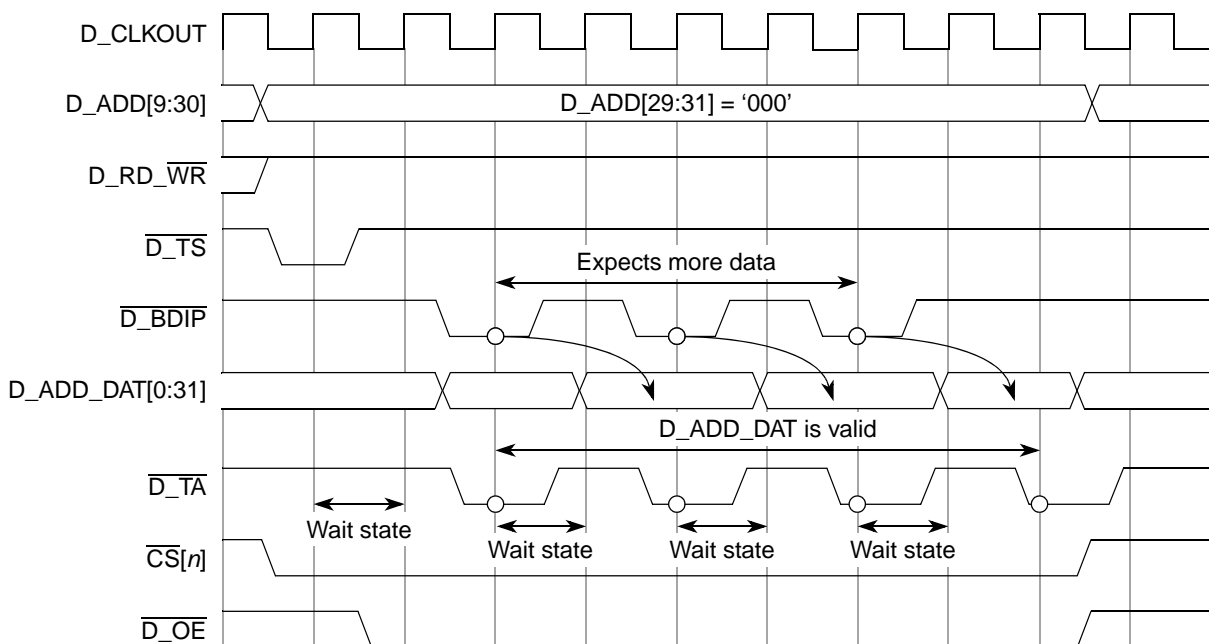 D_CLKOUT
D_ADD[9:30]
D_ADD[29:31] = ‘000’
D_RD_WR
D_TS
Expects more data
D_BDIP
D_ADD_DAT[0:31]
D_ADD_DAT is valid
D_TA
Wait state
Wait state
Wait state
Wait state
CS[n]
D_OE